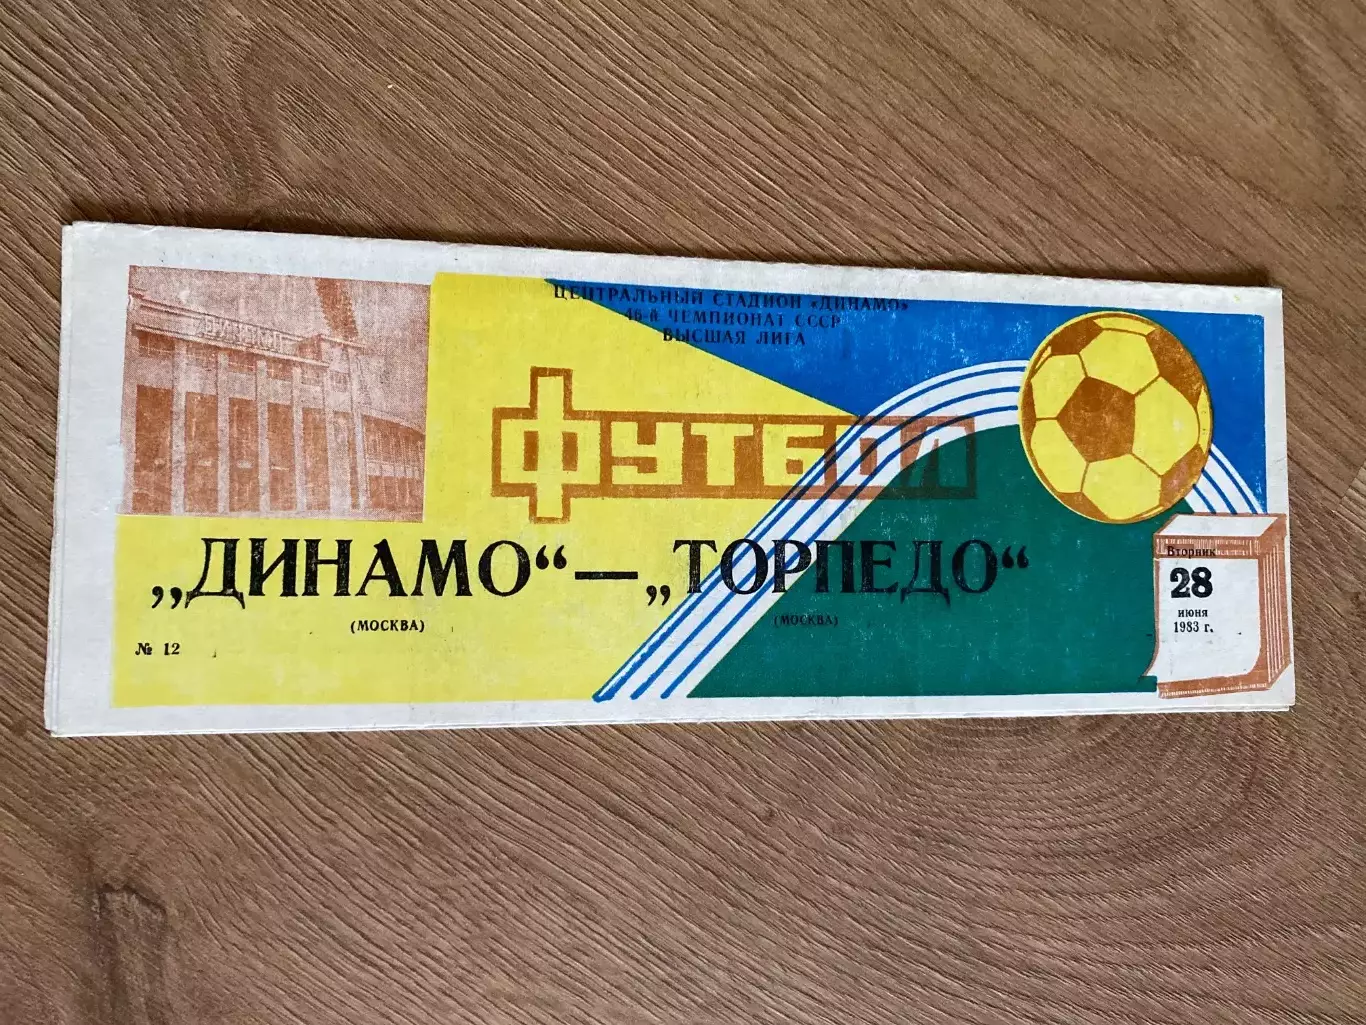 ЦЕНТРАЛЬНЫЙ СТАДИОН «ДИНАМО»
46-й ЧЕМПИОНАТ СССР
ВЫСШАЯ ЛИГА
ФУТБОЛ
„ДИНАМО“ — „ТОРПЕДО“
(МОСКВА) (МОСКВА)
№ 12
Вторник
28
июня
1983 г.